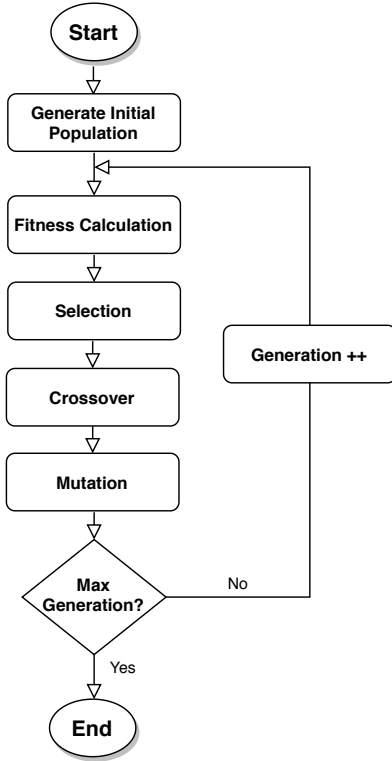 Start
Generate Initial
Population
Fitness Calculation
Selection
Generation ++
Crossover
Mutation
Max
Generation?
No
Yes
End